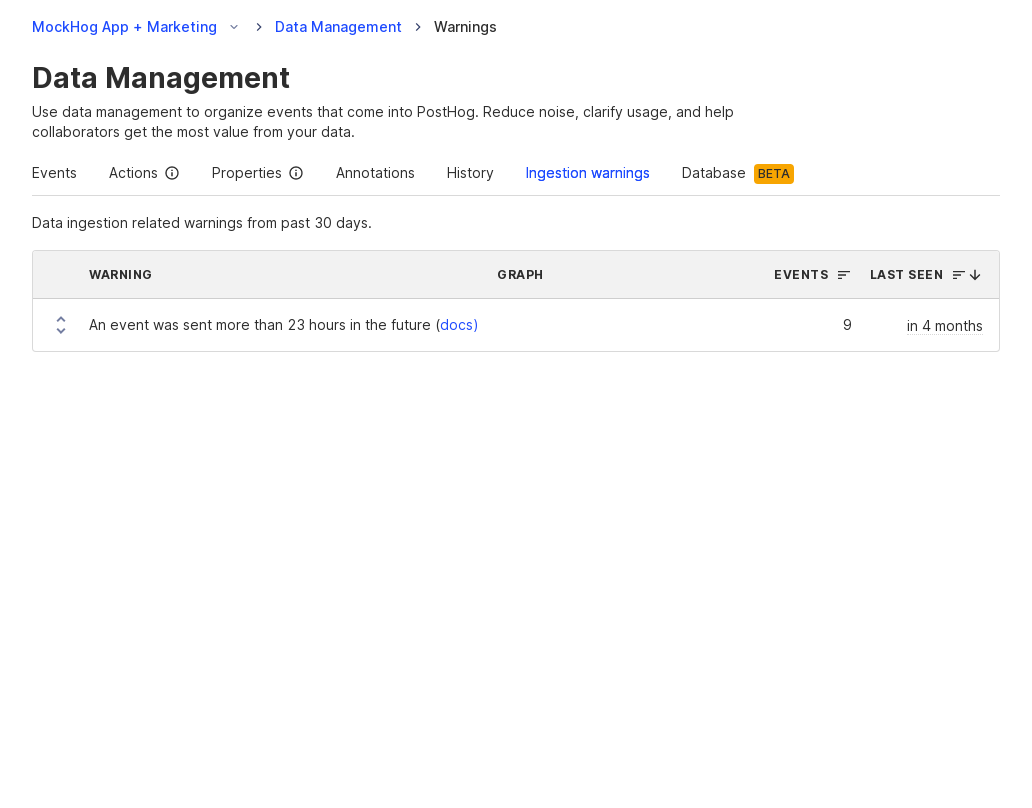 MockHog App + Marketing Data Management Warnings
Data Management
Use data management to organize events that come into PostHog. Reduce noise, clarify usage, and help
collaborators get the most value from your data.
Events Actions Properties Annotations History Ingestion warnings Database BETA
Data ingestion related warnings from past 30 days.
WARNING GRAPH EVENTS LAST SEEN
An event was sent more than 23 hours in the future (docs) 9 in 4 months